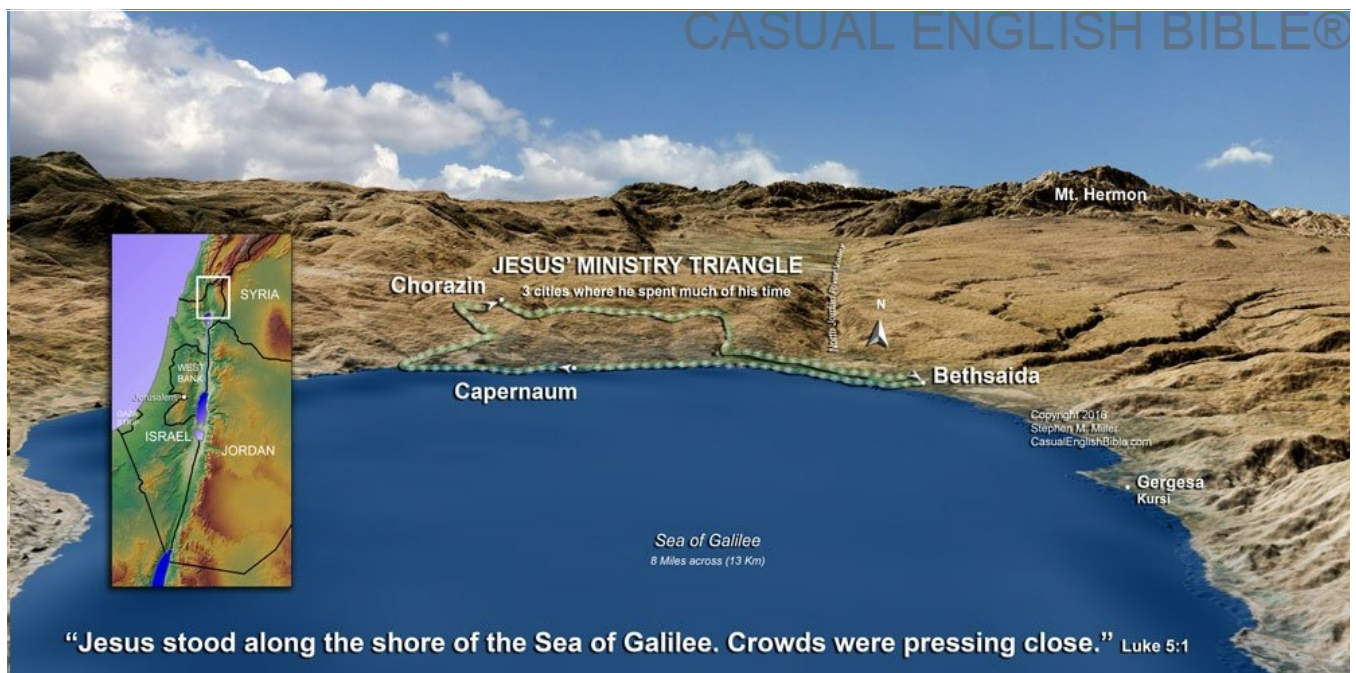 CASUAL ENGLISH BIBLE®
Mt. Hermon
JESUS’ MINISTRY TRIANGLE
3 cities where he spent much of his time
Chorazin
N
Bethsaida
Capernaum
SYRIA
WEST
BANK
Jerusalem
ISRAEL
JORDAN
Copyright 2016
Stephen M. Miller
CasualEnglishBible.com
Gergesa
Kursi
Sea of Galilee
8 Miles across (13 Km)
“Jesus stood along the shore of the Sea of Galilee. Crowds were pressing close.” Luke 5:1